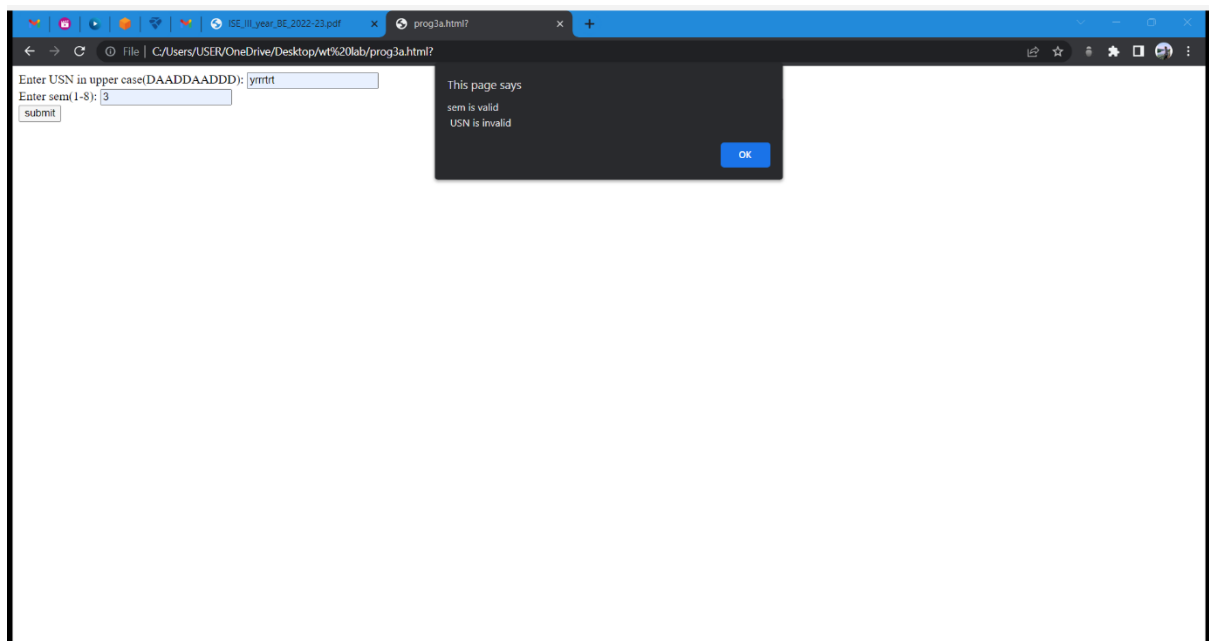 ISE_III_year_BE_2022-23.pdf
prog3a.html?
File | C:/Users/USER/OneDrive/Desktop/wt%20lab/prog3a.html?
Enter USN in upper case(DAADDAADDD): yrrrtrt
Enter sem(1-8): 3
submit
This page says
sem is valid
USN is invalid
OK